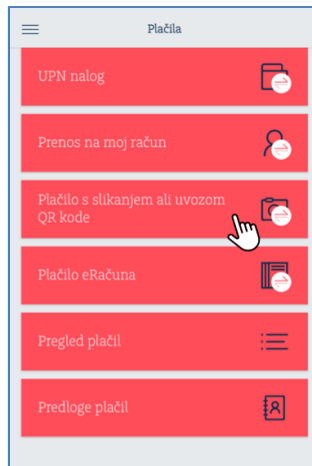 Plačila
UPN nalog
Prenos na moj račun
Plačilo s slikanjem ali uvozom
QR kode
Plačilo eRačuna
Pregled plačil
Predloge plačil